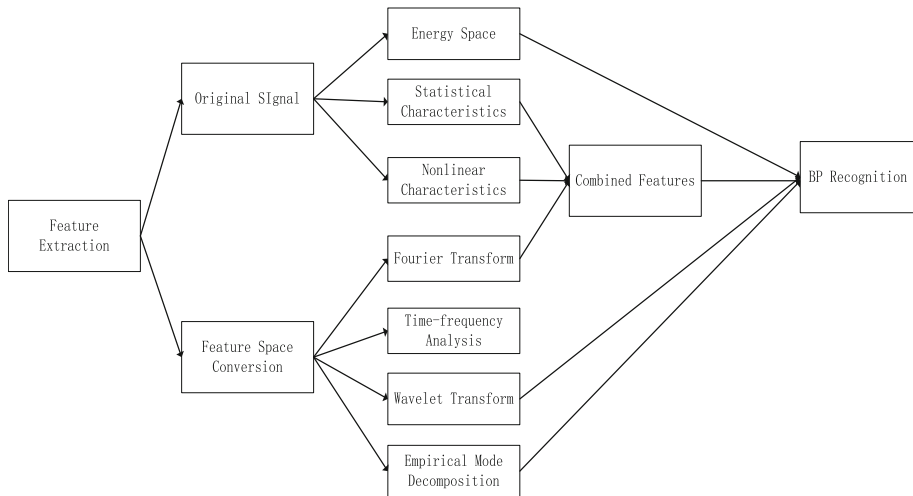 Energy Space
Original SIgnal
Statistical
Characteristics
Nonlinear
Characteristics
Combined Features
BP Recognition
Feature
Extraction
Fourier Transform
Time-frequency
Analysis
Feature Space
Conversion
Wavelet Transform
Empirical Mode
Decomposition